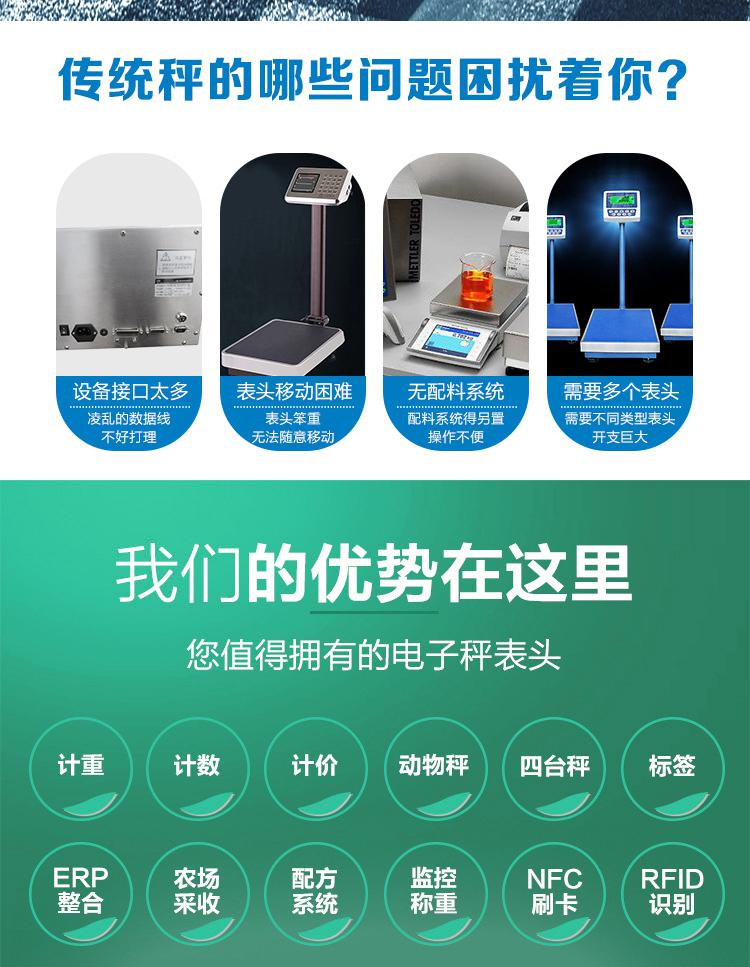 传统秤的哪些问题困扰着你?
METTLER TOLEDO
设备接口太多
凌乱的数据线
不好打理
表头移动困难
表头笨重
无法随意移动
无配料系统
配料系统得另置
操作不便
需要多个表头
需要不同类型表头
开支巨大
我们的优势在这里
您值得拥有的电子秤表头
计重
计数
计价
动物秤
四台秤
标签
ERP
整合
农场
采收
配方
系统
监控
称重
NFC
刷卡
RFID
识别